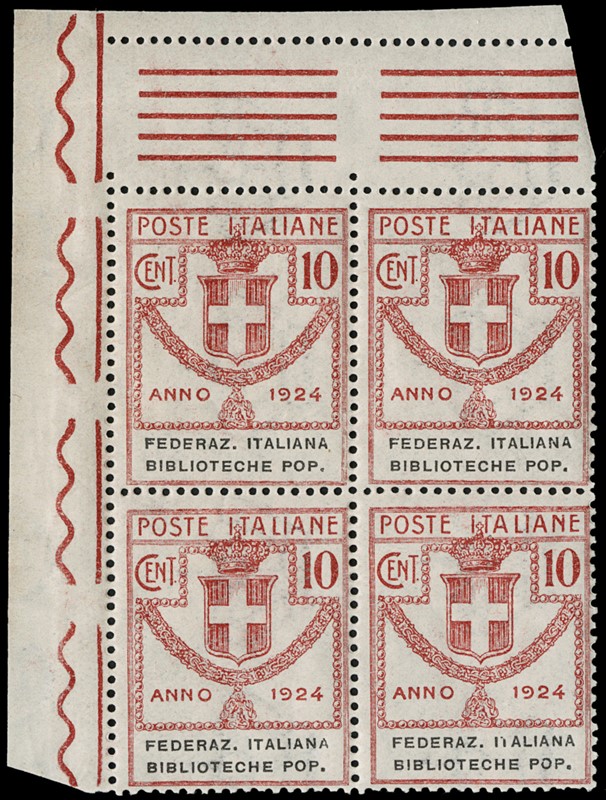 POSTE ITALIANE
CENT. 10
ANNO 1924
FEDERAZ. ITALIANA
BIBLIOTECHE POP.
POSTE ITALIANE
CENT. 10
ANNO 1924
FEDERAZ. ITALIANA
BIBLIOTECHE POP.
POSTE ITALIANE
CENT. 10
ANNO 1924
FEDERAZ. ITALIANA
BIBLIOTECHE POP.
POSTE ITALIANE
CENT. 10
ANNO 1924
FEDERAZ. ITALIANA
BIBLIOTECHE POP.